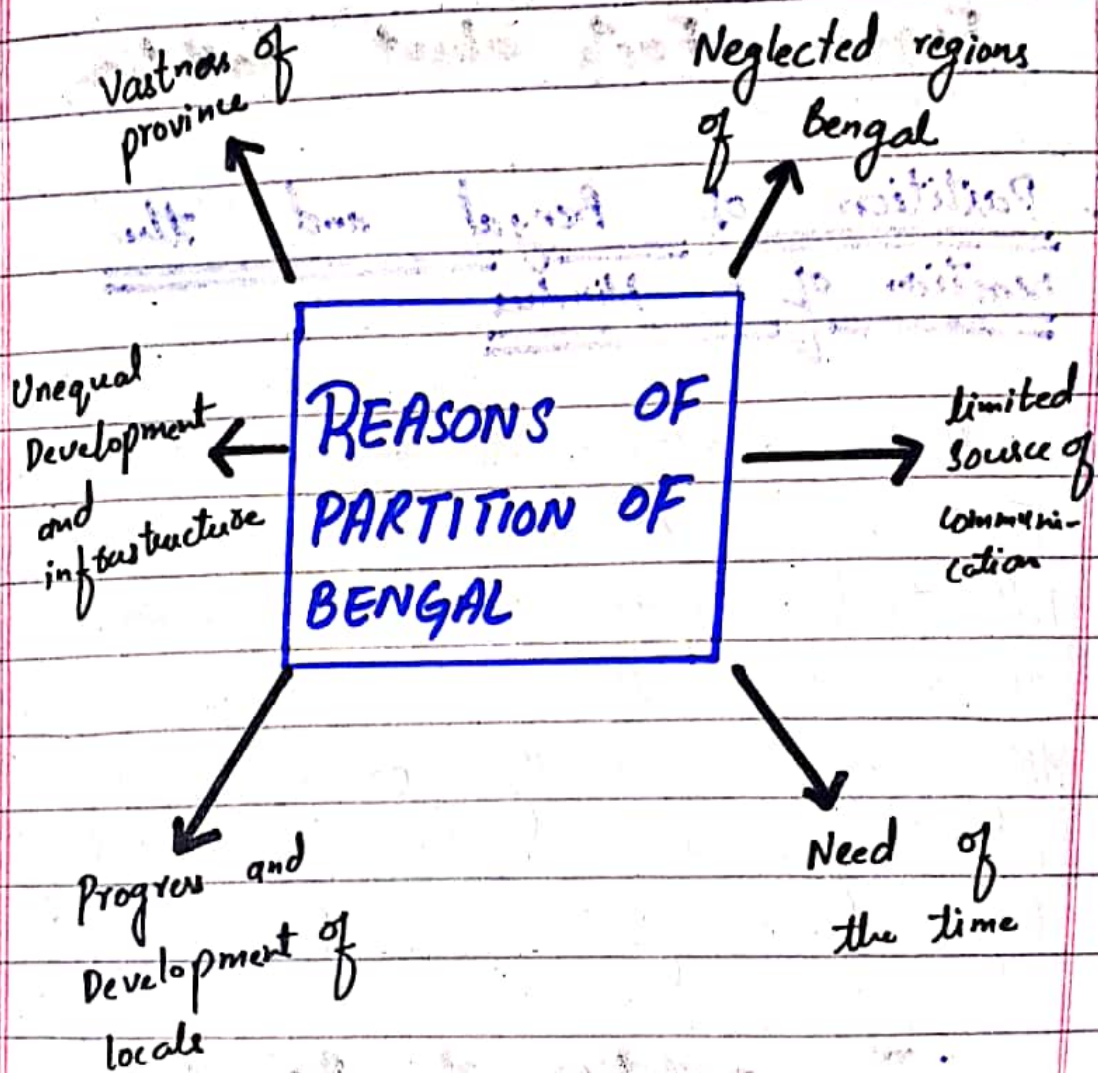 Vastness of
province
Neglected regions
of Bengal
Unequal
Development
and
infrastructure
REASONS OF
PARTITION OF
BENGAL
limited
source of
communi-
cation
Progress and
Development of
locals
Need of
the time